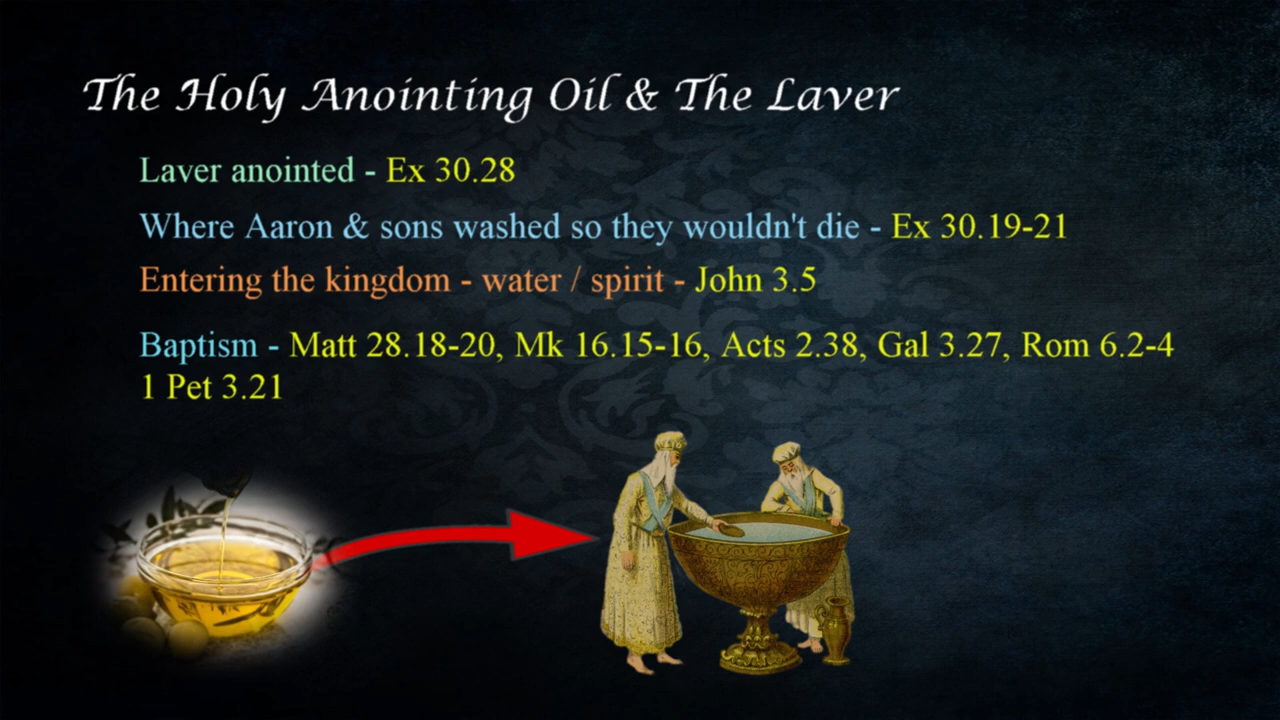 The Holy Anointing Oil & The Laver
Laver anointed - Ex 30.28
Where Aaron & sons washed so they wouldn't die - Ex 30.19-21
Entering the kingdom - water / spirit - John 3.5
Baptism - Matt 28.18-20, Mk 16.15-16, Acts 2.38, Gal 3.27, Rom 6.2-4
1 Pet 3.21